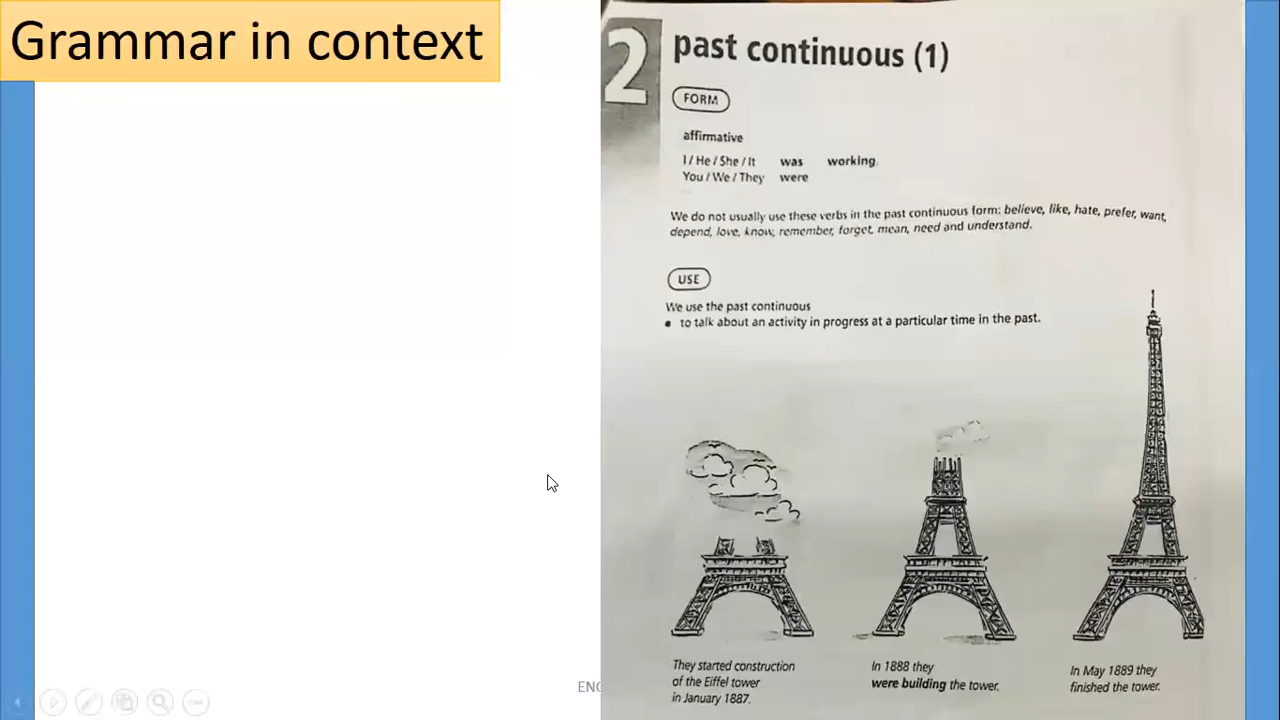 Grammar in context
2
past continuous (1)
FORM
affirmative
I / He / She / It was working.
You / We / They were
We do not usually use these verbs in the past continuous form: believe, like, hate, prefer, want,
depend, love, know, remember, forget, mean, need and understand.
USE
We use the past continuous
• to talk about an activity in progress at a particular time in the past.
They started construction
of the Eiffel tower
in January 1887.
In 1888 they
were building the tower.
In May 1889 they
finished the tower.
ENG